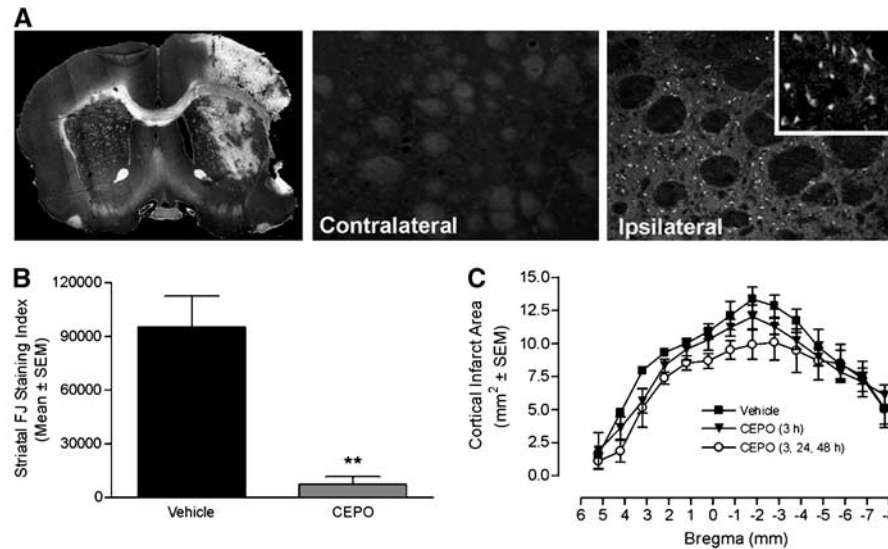 A
Contralateral
Ipsilateral
B
Striatal FJ Staining Index
(Mean ± SEM)
120000
90000
60000
30000
0
**
Vehicle
CEPO
C
Cortical Infarct Area
(mm² ± SEM)
15.0
12.5
10.0
7.5
5.0
2.5
0.0
Vehicle
CEPO (3 h)
CEPO (3, 24, 48 h)
6 5 4 3 2 1 0 -1 -2 -3 -4 -5 -6 -7
Bregma (mm)